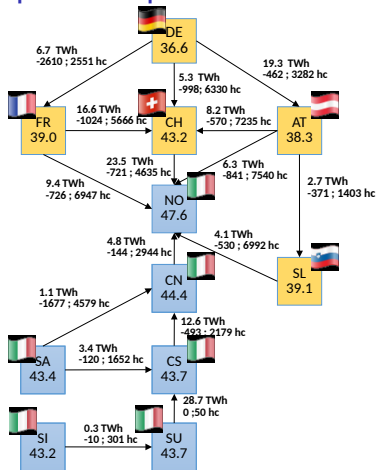 DE
36.6
6.7 TWh
-2610 ; 2551 hc
5.3 TWh
-998; 6330 hc
19.3 TWh
-462 ; 3282 hc
FR
39.0
16.6 TWh
-1024 ; 5666 hc
CH
43.2
8.2 TWh
-570 ; 7235 hc
AT
38.3
9.4 TWh
-726 ; 6947 hc
23.5 TWh
-721 ; 4635 hc
6.3 TWh
-841 ; 7540 hc
2.7 TWh
-371 ; 1403 hc
NO
47.6
4.8 TWh
-144 ; 2944 hc
4.1 TWh
-530 ; 6992 hc
SL
39.1
CN
44.4
1.1 TWh
-1677 ; 4579 hc
12.6 TWh
-493; 2179 hc
SA
43.4
3.4 TWh
-120 ; 1652 hc
CS
43.7
28.7 TWh
0 ;50 hc
SI
43.2
0.3 TWh
-10 ; 301 hc
SU
43.7